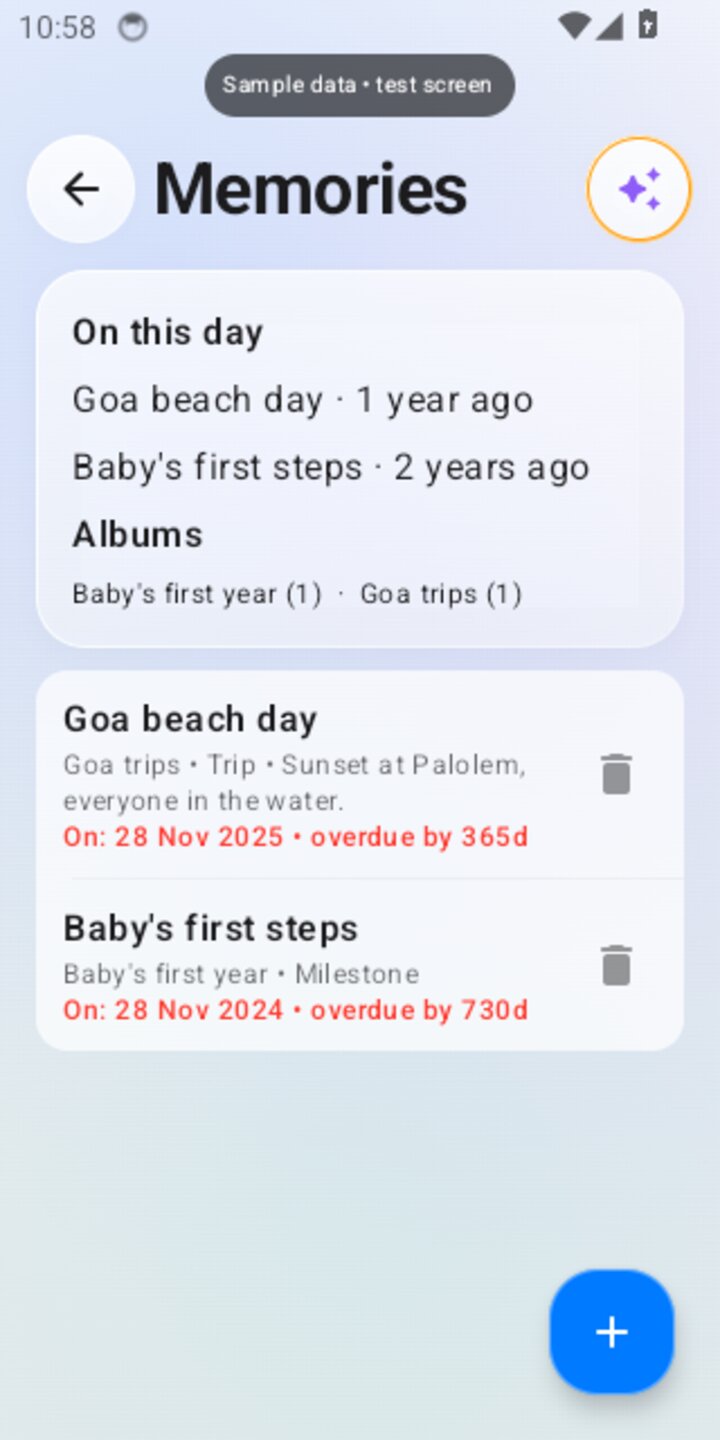 10:58
Sample data • test screen
Memories
On this day
Goa beach day · 1 year ago
Baby's first steps · 2 years ago
Albums
Baby's first year (1) · Goa trips (1)
Goa beach day
Goa trips • Trip • Sunset at Palolem,
everyone in the water.
On: 28 Nov 2025 • overdue by 365d
Baby's first steps
Baby's first year • Milestone
On: 28 Nov 2024 • overdue by 730d